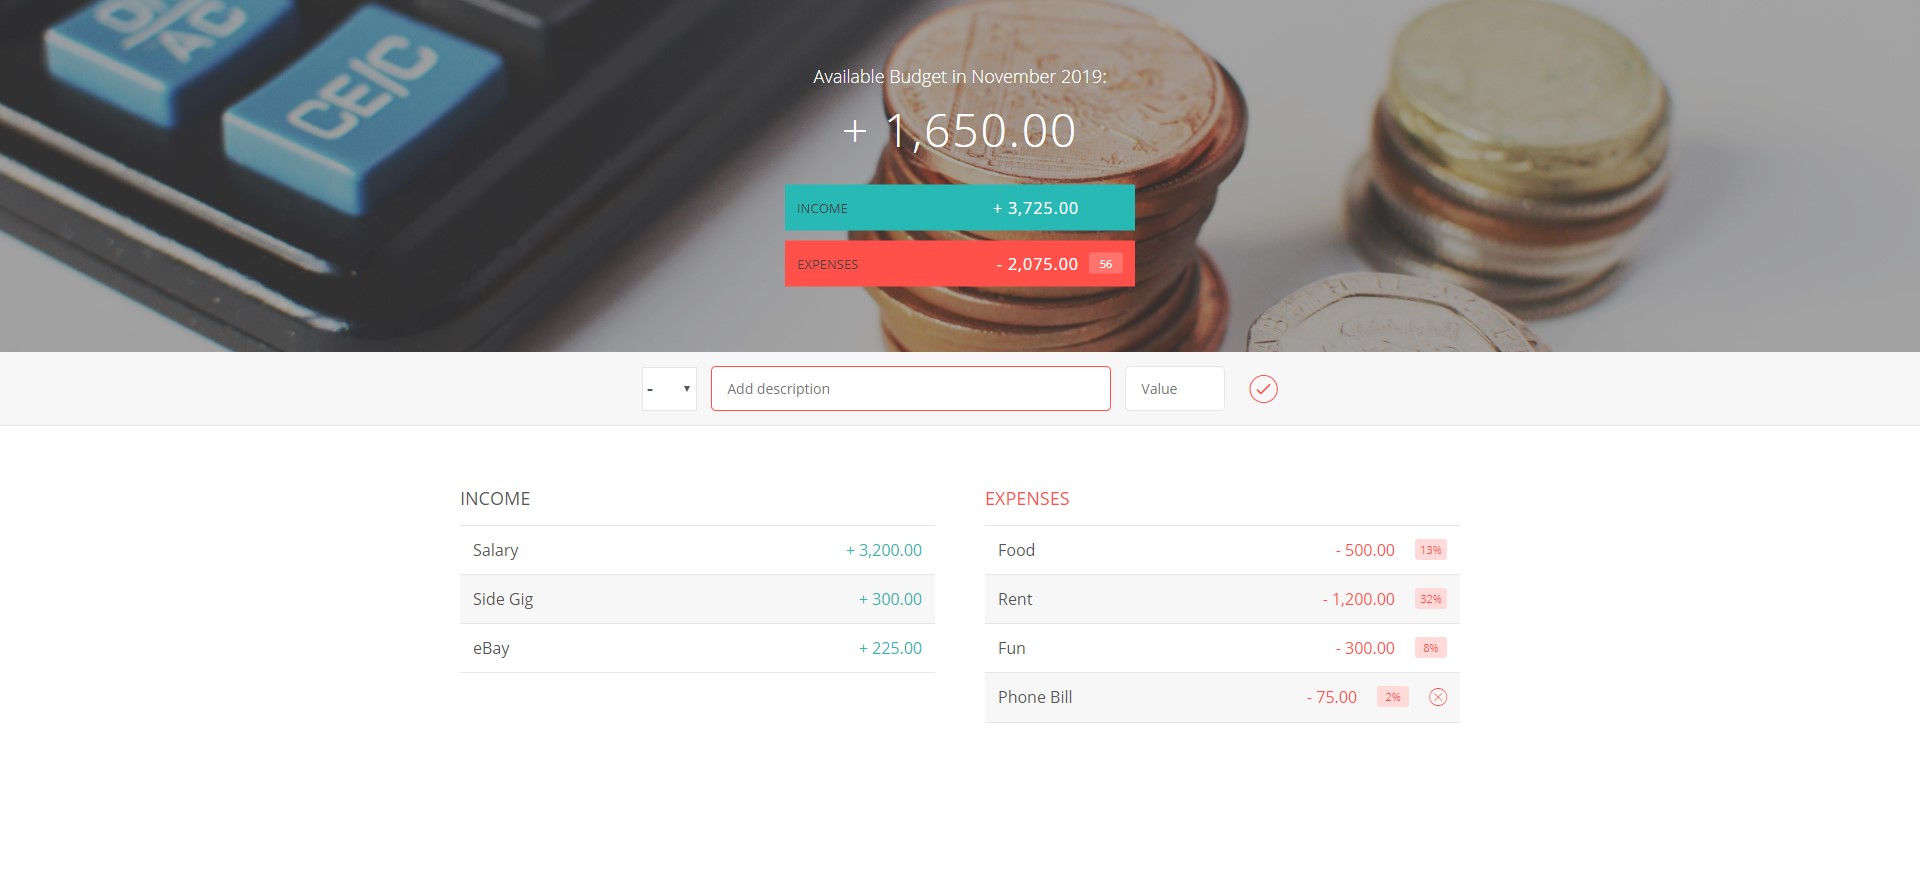 AC
CE|C
Available Budget in November 2019:
+ 1,650.00
INCOME + 3,725.00
EXPENSES - 2,075.00 56
- Add description Value
INCOME
Salary + 3,200.00
Side Gig + 300.00
eBay + 225.00
EXPENSES
Food - 500.00 13%
Rent - 1,200.00 32%
Fun - 300.00 8%
Phone Bill - 75.00 2%